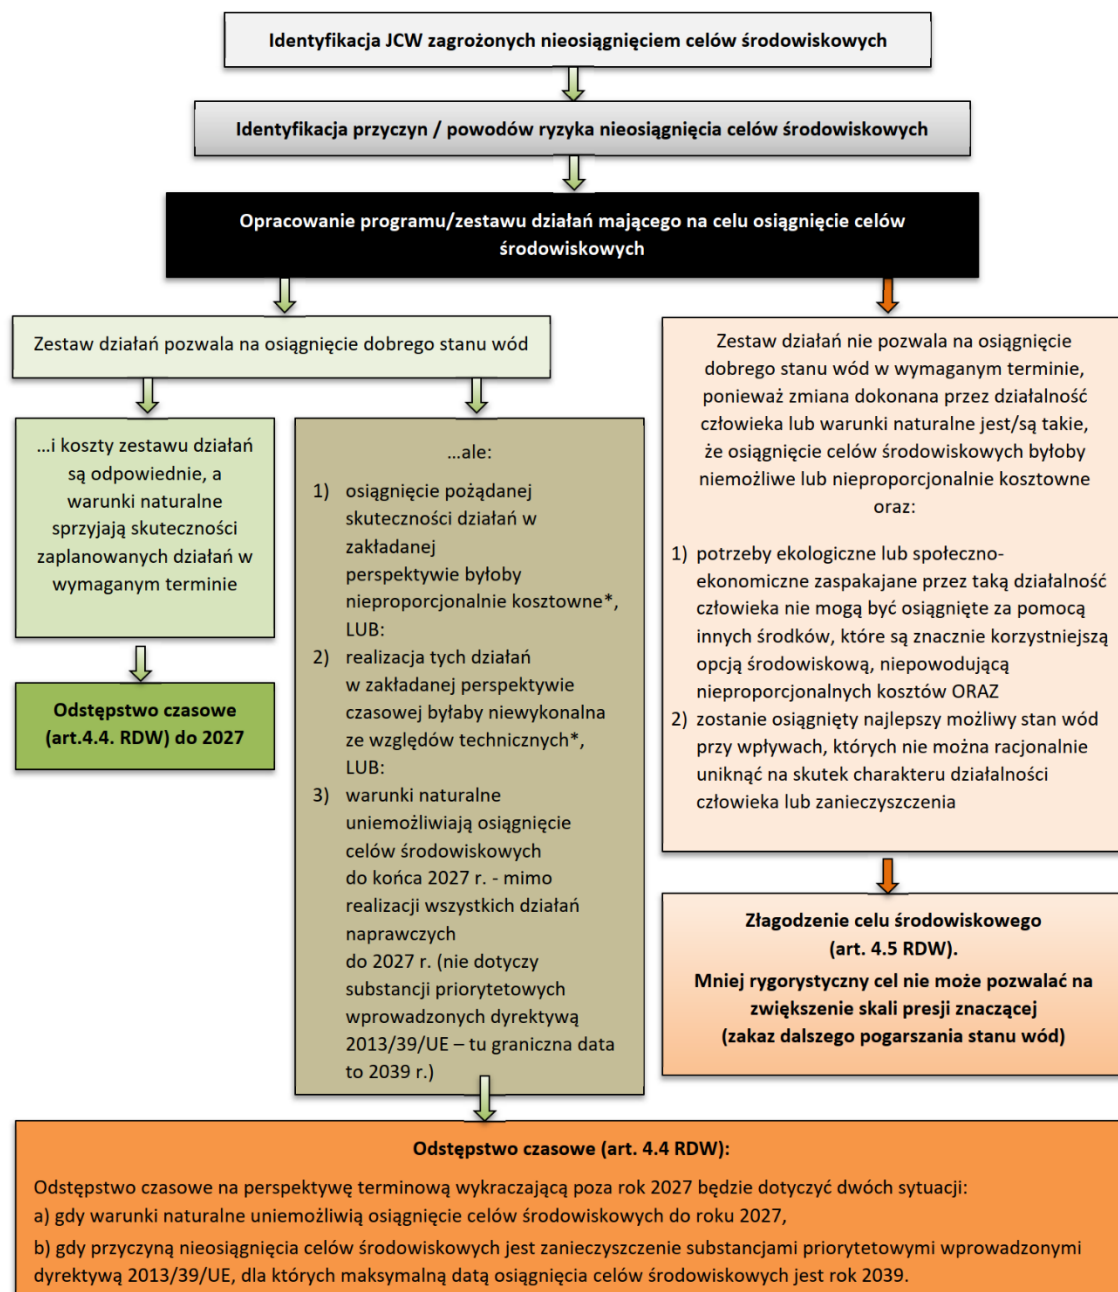 Identyfikacja JCW zagrożonych nieosiągnięciem celów środowiskowych
Identyfikacja przyczyn / powodów ryzyka nieosiągnięcia celów środowiskowych
Opracowanie programu/zestawu działań mającego na celu osiągnięcie celów
środowiskowych
Zestaw działań pozwala na osiągnięcie dobrego stanu wód
...i koszty zestawu działań
są odpowiednie, a
warunki naturalne
sprzyjają skuteczności
zaplanowanych działań w
wymaganym terminie
Odstępstwo czasowe
(art.4.4. RDW) do 2027
...ale:
1) osiągnięcie pożądanej
skuteczności działań w
zakładanej
perspektywie byłoby
nieproporcjonalnie kosztowne*,
LUB:
2) realizacja tych działań
w zakładanej perspektywie
czasowej byłaby niewykonalna
ze względów technicznych*,
LUB:
3) warunki naturalne
uniemożliwiają osiągnięcie
celów środowiskowych
do końca 2027 r. - mimo
realizacji wszystkich działań
naprawczych
do 2027 r. (nie dotyczy
substancji priorytetowych
wprowadzonych dyrektywą
2013/39/UE – tu graniczna data
to 2039 r.)
Zestaw działań nie pozwala na osiągnięcie
dobrego stanu wód w wymaganym terminie,
ponieważ zmiana dokonana przez działalność
człowieka lub warunki naturalne jest/są takie,
że osiągnięcie celów środowiskowych byłoby
niemożliwe lub nieproporcjonalnie kosztowne
oraz:
1) potrzeby ekologiczne lub społeczno-
ekonomiczne zaspakajane przez taką działalność
człowieka nie mogą być osiągnięte za pomocą
innych środków, które są znacznie korzystniejszą
opcją środowiskową, niepowodującą
nieproporcjonalnych kosztów ORAZ
2) zostanie osiągnięty najlepszy możliwy stan wód
przy wpływach, których nie można racjonalnie
uniknąć na skutek charakteru działalności
człowieka lub zanieczyszczenia
Złagodzenie celu środowiskowego
(art. 4.5 RDW).
Mniej rygorystyczny cel nie może pozwalać na
zwiększenie skali presji znaczącej
(zakaz dalszego pogarszania stanu wód)
Odstępstwo czasowe (art. 4.4 RDW):
Odstępstwo czasowe na perspektywę terminową wykraczającą poza rok 2027 będzie dotyczyć dwóch sytuacji:
a) gdy warunki naturalne uniemożliwią osiągnięcie celów środowiskowych do roku 2027,
b) gdy przyczyną nieosiągnięcia celów środowiskowych jest zanieczyszczenie substancjami priorytetowymi wprowadzonymi
dyrektywą 2013/39/UE, dla których maksymalną datą osiągnięcia celów środowiskowych jest rok 2039.